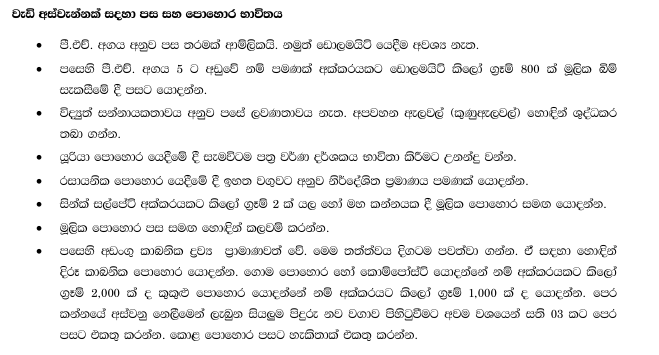 වැඩි අස්වැන්නක් සදහා පස සහ පොහොර භාවිතය
• පී.එච්. අගය අනුව පස තරමක් ආම්ලිකයි. නමුත් ඩොලමයිට් යෙදීම අවශ්‍ය නැත.
• පසෙහි පී.එච්. අගය 5 ට අඩුවේ නම් පමණක් අක්කරයකට ඩොලමයිට් කිලෝ ග්‍රෑම් 800 ක් මූලික බිම්
සැකසීමේ දී පසට යොදන්න.
• විද්‍යුත් සන්නායකතාවය අනුව පසේ ලවණතාවය නැත. අපවහන ඇලවල් (කුණුඇලවල්) හොඳින් ශුද්ධකර
තබා ගන්න.
• යූරියා පොහොර යෙදීමේ දී සැමවිටම පත්‍ර වර්ණ දර්ශකය භාවිතා කිරීමට උනන්දු වන්න.
• රසායනික පොහොර යෙදීමේ දී ඉහත වගුවට අනුව නිර්දේශිත ප්‍රමාණය පමණක් යොදන්න.
• සින්ක් සල්පේට් අක්කරයකට කිලෝ ග්‍රෑම් 2 ක් යල හෝ මහ කන්නයක දී මූලික පොහොර සමඟ යොදන්න.
• මූලික පොහොර පස සමඟ හොඳින් කලවම් කරන්න.
• පසෙහි අඩංගු කාබනික ද්‍රව්‍ය ප්‍රාමාණවත් වේ. මෙම තත්ත්වය දිගටම පවත්වා ගන්න. ඒ සඳහා හොඳින්
දිරූ කාබනික පොහොර යොදන්න. ගොම පොහොර හෝ කොම්පෝස්ට් යොදන්නේ නම් අක්කරයකට කිලෝ
ග්‍රෑම් 2,000 ක් ද කුකුළු පොහොර යොදන්නේ නම් අක්කරයට කිලෝ ග්‍රෑම් 1,000 ක් ද යොදන්න. පෙර
කන්නයේ අස්වනු නෙලීමෙන් ලැබුන සියලුම පිදුරු නව වගාව පිහිටුවීමට අවම වශයෙන් සති 03 කට පෙර
පසට එකතු කරන්න. කොළ පොහොර පසට හැකිතාක් එකතු කරන්න.